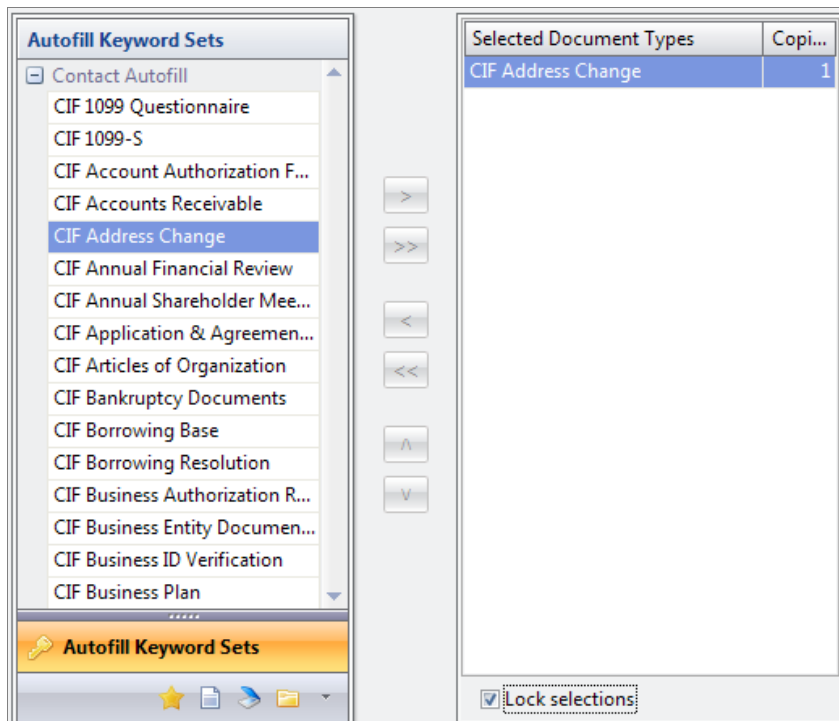 Autofill Keyword Sets
Contact Autofill
CIF 1099 Questionnaire
CIF 1099-S
CIF Account Authorization F...
CIF Accounts Receivable
CIF Address Change
CIF Annual Financial Review
CIF Annual Shareholder Mee...
CIF Application & Agreemen...
CIF Articles of Organization
CIF Bankruptcy Documents
CIF Borrowing Base
CIF Borrowing Resolution
CIF Business Authorization R...
CIF Business Entity Documen...
CIF Business ID Verification
CIF Business Plan
Autofill Keyword Sets
>
>>
<
<<
Selected Document Types Copi...
CIF Address Change 1
Lock selections